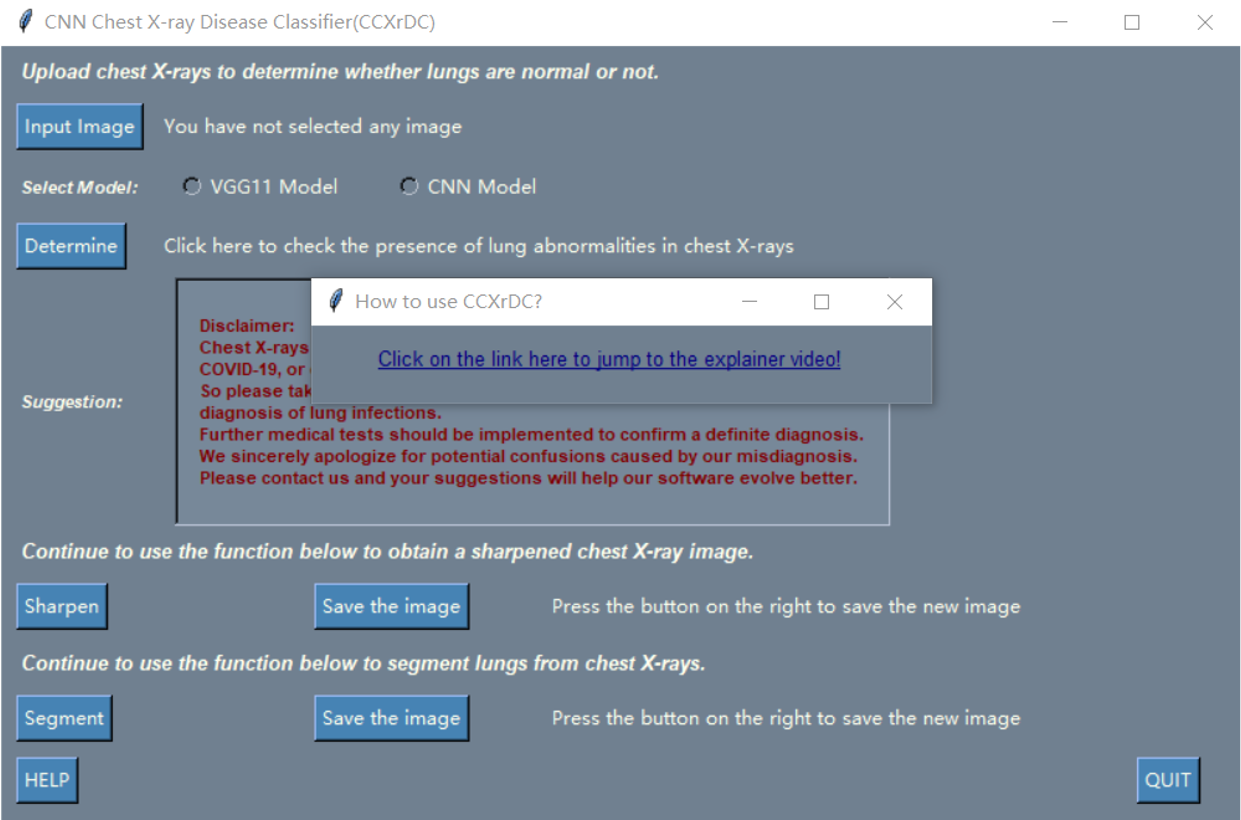 CNN Chest X-ray Disease Classifier(CCXrDC)
Upload chest X-rays to determine whether lungs are normal or not.
Input Image You have not selected any image
Select Model: VGG11 Model CNN Model
Determine Click here to check the presence of lung abnormalities in chest X-rays
How to use CCXrDC?
Click on the link here to jump to the explainer video!
Suggestion:
Disclaimer:
Chest X-rays
COVID-19, or
So please tak
diagnosis of lung infections.
Further medical tests should be implemented to confirm a definite diagnosis.
We sincerely apologize for potential confusions caused by our misdiagnosis.
Please contact us and your suggestions will help our software evolve better.
Continue to use the function below to obtain a sharpened chest X-ray image.
Sharpen Save the image Press the button on the right to save the new image
Continue to use the function below to segment lungs from chest X-rays.
Segment Save the image Press the button on the right to save the new image
HELP QUIT